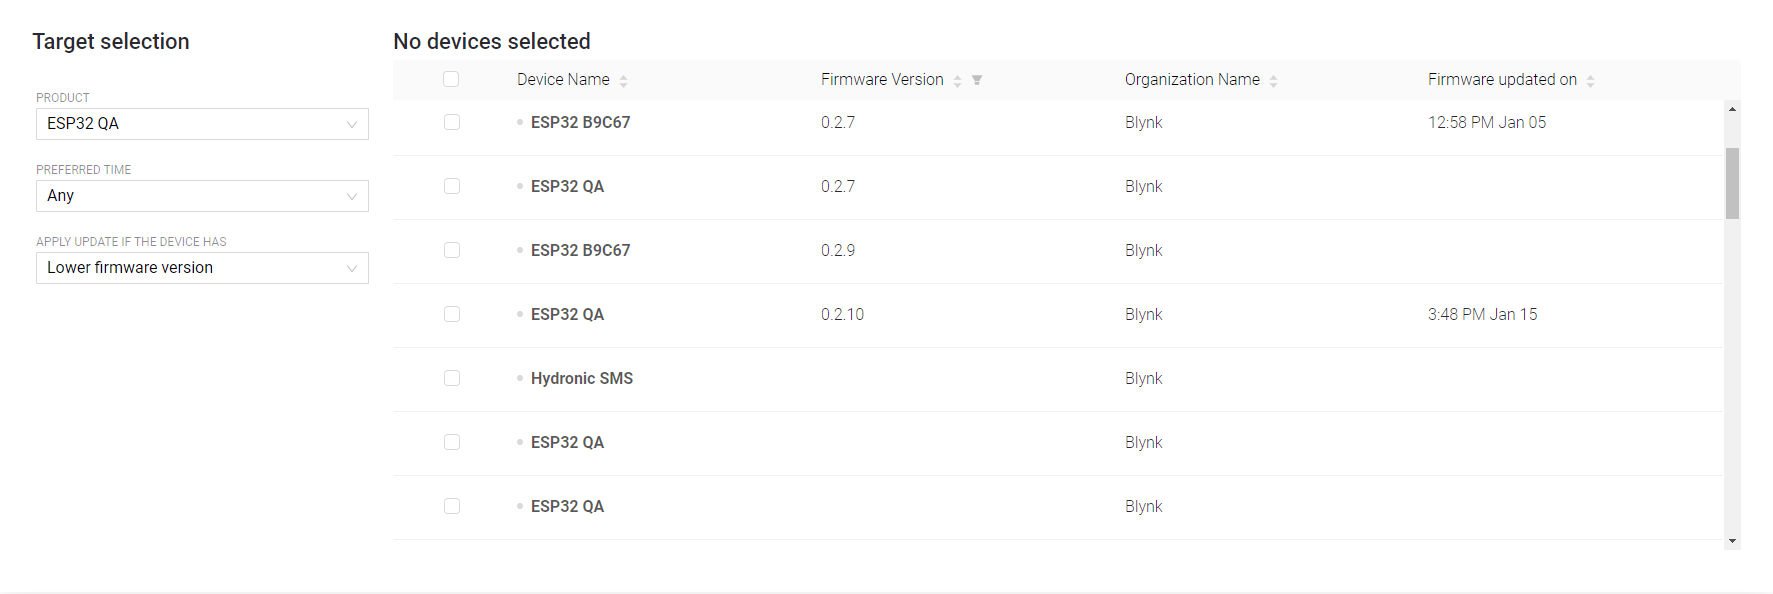 Target selection
PRODUCT
ESP32 QA
PREFERRED TIME
Any
APPLY UPDATE IF THE DEVICE HAS
Lower firmware version
No devices selected
Device Name Firmware Version Organization Name Firmware updated on
ESP32 B9C67 0.2.7 Blynk 12:58 PM Jan 05
ESP32 QA 0.2.7 Blynk
ESP32 B9C67 0.2.9 Blynk
ESP32 QA 0.2.10 Blynk 3:48 PM Jan 15
Hydronic SMS Blynk
ESP32 QA Blynk
ESP32 QA Blynk